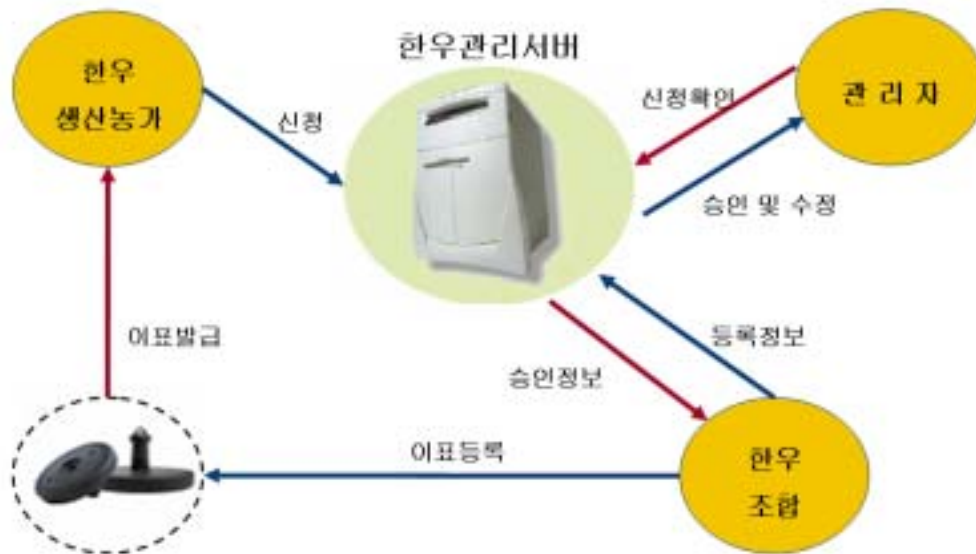 한우관리서버
한우
생산농가
신청
신청확인
관 리 자
승인 및 수정
이표발급
등록정보
승인정보
이표등록
한우
조합